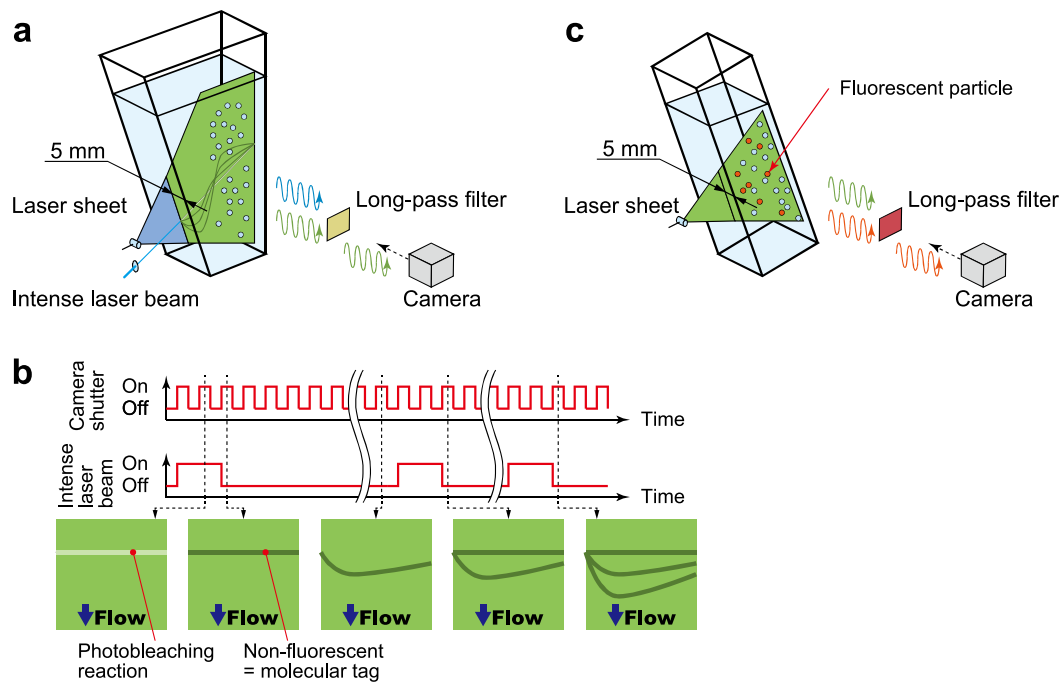 a
5 mm
Laser sheet
Intense laser beam
Long-pass filter
Camera
c
Fluorescent particle
5 mm
Laser sheet
Long-pass filter
Camera
b
Camera
shutter
On
Off
Time
Intense
laser
beam
On
Off
Time
Flow
Flow
Flow
Flow
Flow
Photobleaching
reaction
Non-fluorescent
= molecular tag